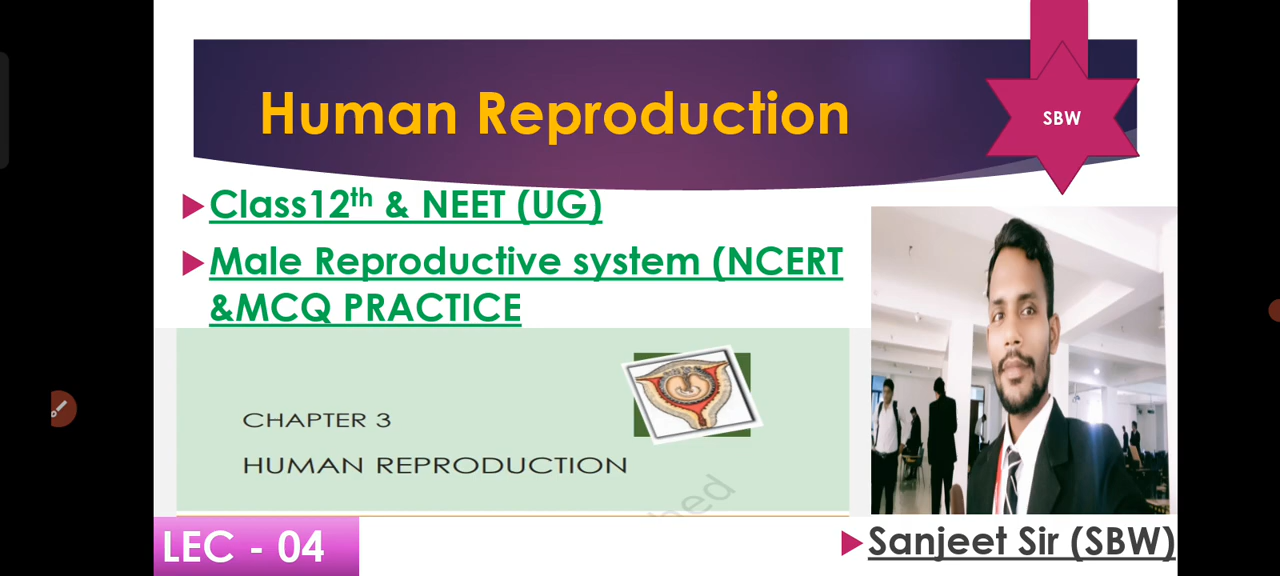 Human Reproduction
SBW
Class12th & NEET (UG)
Male Reproductive system (NCERT
&MCQ PRACTICE
CHAPTER 3
HUMAN REPRODUCTION
LEC - 04
Sanjeet Sir (SBW)